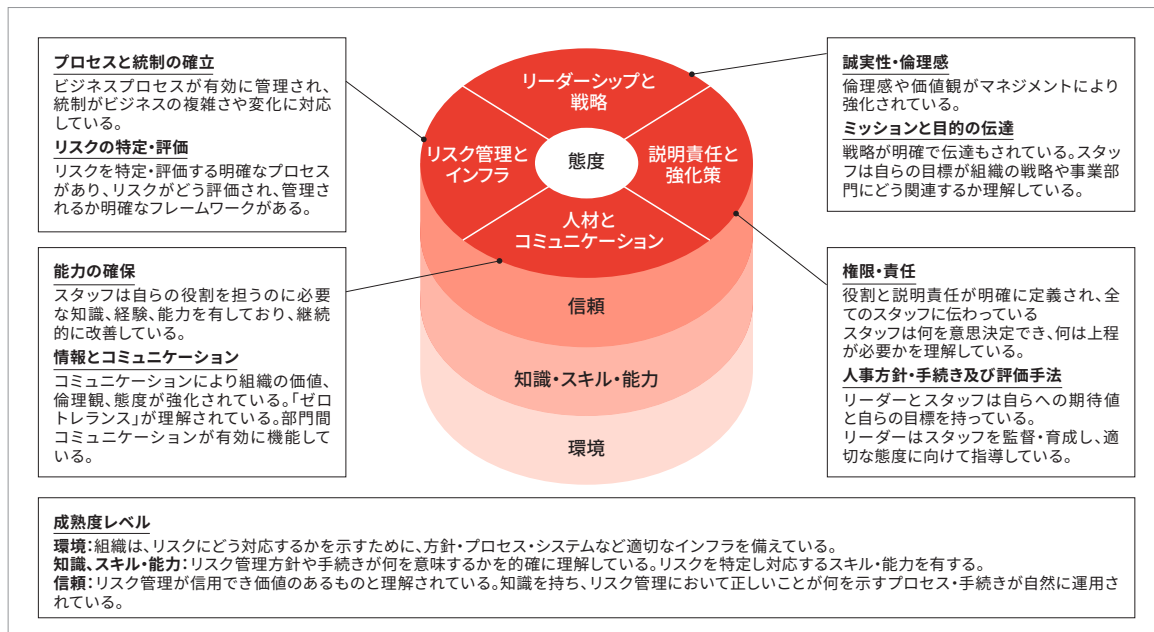 プロセスと統制の確立
ビジネスプロセスが有効に管理され、
統制がビジネスの複雑さや変化に対応
している。
リスクの特定・評価
リスクを特定・評価する明確なプロセス
があり、リスクがどう評価され、管理
されるか明確なフレームワークがある。
能力の確保
スタッフは自らの役割を担うのに必要
な知識、経験、能力を有しており、継続
的に改善している。
情報とコミュニケーション
コミュニケーションにより組織の価値、
倫理観、態度が強化されている。「ゼロ
トレランス」が理解されている。部門間
コミュニケーションが有効に機能して
いる。
リーダーシップと
戦略
リスク管理と
インフラ
態度
説明責任と
強化策
人材と
コミュニケーション
信頼
知識・スキル・能力
環境
誠実性・倫理感
倫理感や価値観がマネジメントにより
強化されている。
ミッションと目的の伝達
戦略が明確で伝達もされている。スタッ
フは自らの目標が組織の戦略や事業部
門にどう関連するか理解している。
権限・責任
役割と説明責任が明確に定義され、全
てのスタッフに伝わっている
スタッフは何を意思決定でき、何は上程
が必要かを理解している。
人事方針・手続き及び評価手法
リーダーとスタッフは自らへの期待値
と自らの目標を持っている。
リーダーはスタッフを監督・育成し、適
切な態度に向けて指導している。
成熟度レベル
環境：組織は、リスクにどう対応するかを示すために、方針・プロセス・システムなど適切なインフラを備えている。
知識、スキル・能力：リスク管理方針や手続きが何を意味するかを的確に理解している。リスクを特定し対応するスキル・能力を有する。
信頼：リスク管理が信用でき価値のあるものと理解されている。知識を持ち、リスク管理において正しいことが何を示すプロセス・手続きが自然に運用さ
れている。